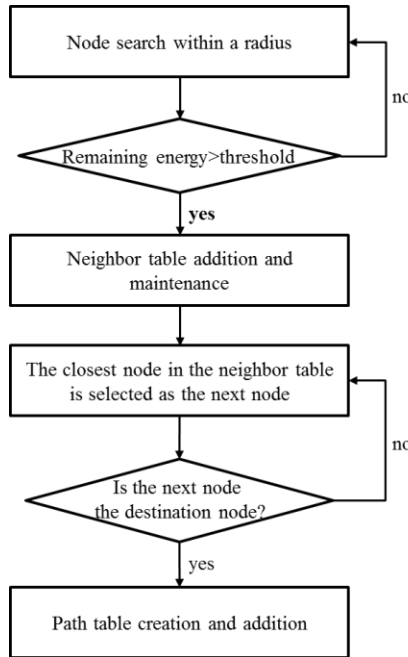 Node search within a radius
no
Remaining energy>threshold
yes
Neighbor table addition and
maintenance
The closest node in the neighbor table
is selected as the next node
no
Is the next node
the destination node?
yes
Path table creation and addition